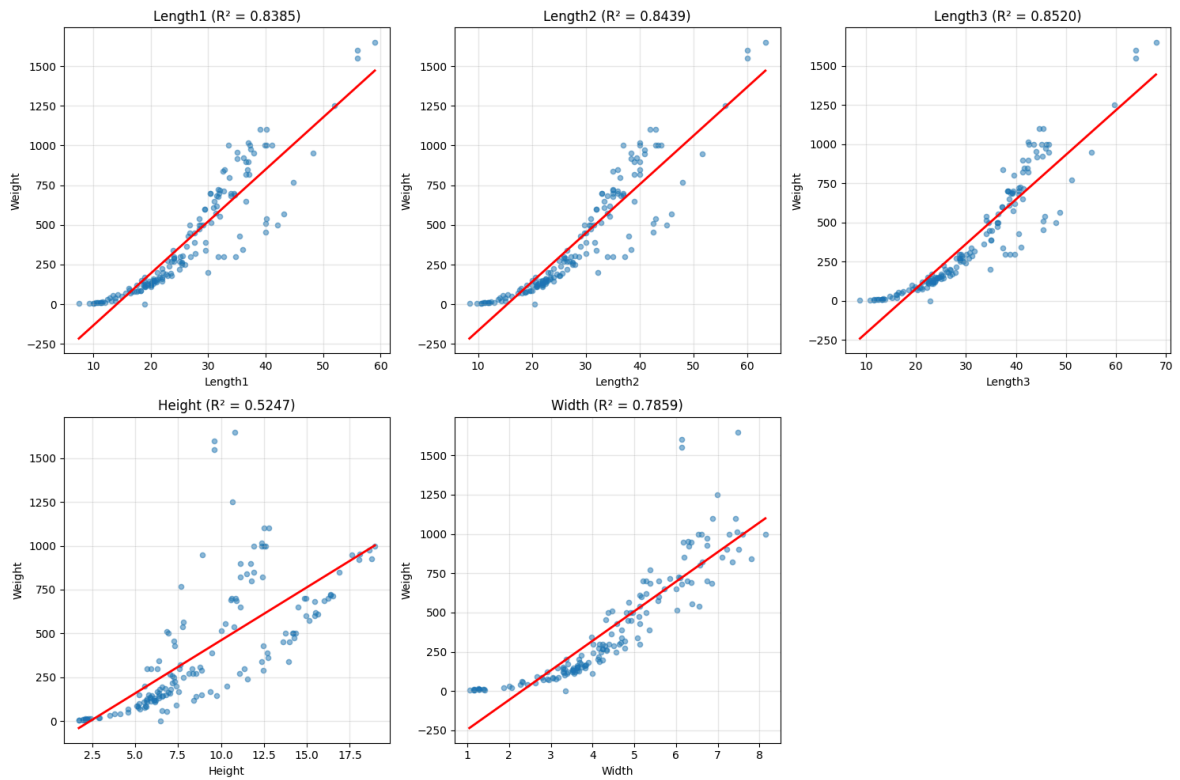 Length1 (R² = 0.8385)
1500
1250
1000
750
500
250
0
−250
Weight
10 20 30 40 50 60
Length1
Length2 (R² = 0.8439)
1500
1250
1000
750
500
250
0
−250
Weight
10 20 30 40 50 60
Length2
Length3 (R² = 0.8520)
1500
1250
1000
750
500
250
0
−250
Weight
10 20 30 40 50 60 70
Length3
Height (R² = 0.5247)
1500
1250
1000
750
500
250
0
Weight
2.5 5.0 7.5 10.0 12.5 15.0 17.5
Height
Width (R² = 0.7859)
1500
1250
1000
750
500
250
0
−250
Weight
1 2 3 4 5 6 7 8
Width